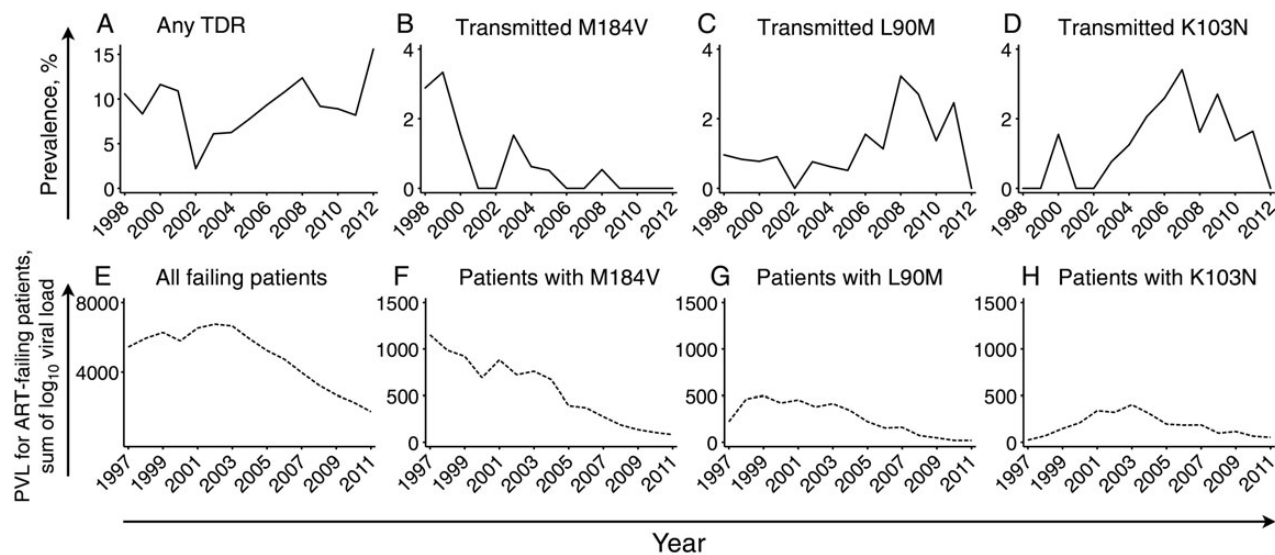 A Any TDR
B Transmitted M184V
C Transmitted L90M
D Transmitted K103N
Prevalence, %
15
10
5
0
1998 2000 2002 2004 2006 2008 2010 2012
4
2
0
1998 2000 2002 2004 2006 2008 2010 2012
4
2
0
1998 2000 2002 2004 2006 2008 2010 2012
4
2
0
1998 2000 2002 2004 2006 2008 2010 2012
E All failing patients
F Patients with M184V
G Patients with L90M
H Patients with K103N
PVL for ART-failing patients,
sum of log10 viral load
8000
4000
1997 1999 2001 2003 2005 2007 2009 2011
1500
1000
500
0
1997 1999 2001 2003 2005 2007 2009 2011
1500
1000
500
0
1997 1999 2001 2003 2005 2007 2009 2011
1500
1000
500
0
1997 1999 2001 2003 2005 2007 2009 2011
Year